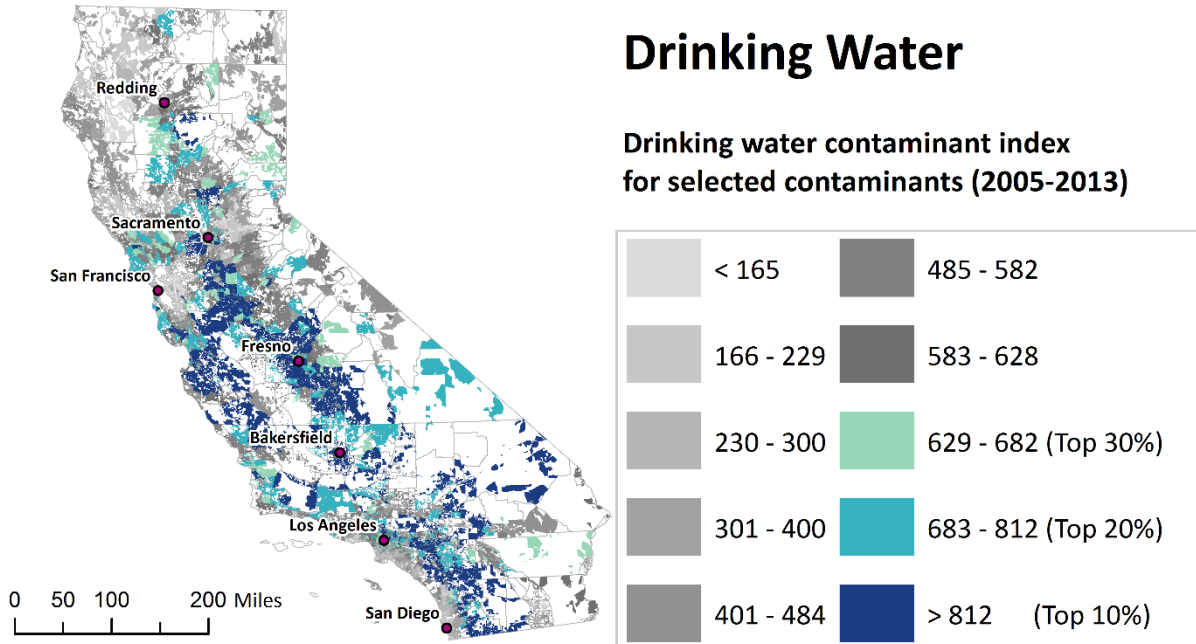 Drinking Water
Drinking water contaminant index
for selected contaminants (2005-2013)
< 165
166 - 229
230 - 300
301 - 400
401 - 484
485 - 582
583 - 628
629 - 682 (Top 30%)
683 - 812 (Top 20%)
> 812 (Top 10%)
Redding
Sacramento
San Francisco
Fresno
Bakersfield
Los Angeles
San Diego
0 50 100 200 Miles